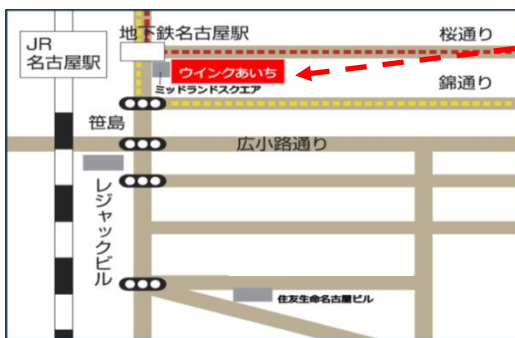 地下鉄名古屋駅
桜通り
JR
名古屋駅
ウインクあいち
ミッドランドスクエア
錦通り
笹島
広小路通り
レジャックビル
住友生命名古屋ビル